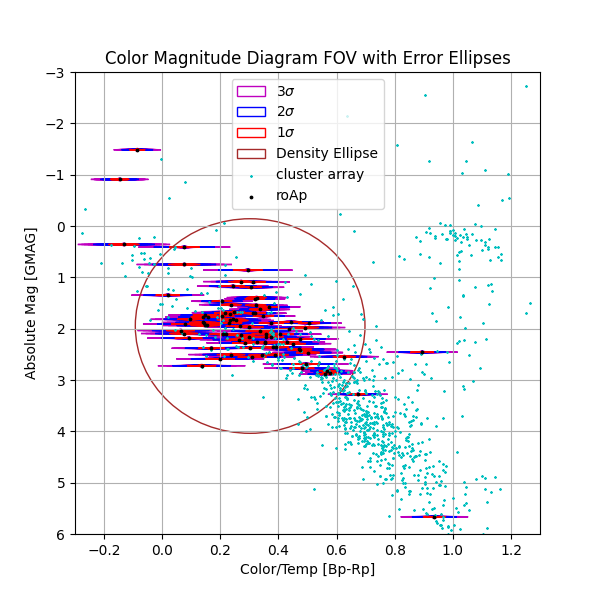 Color Magnitude Diagram FOV with Error Ellipses
3σ
2σ
1σ
Density Ellipse
cluster array
roAp
Absolute Mag [GMAG]
−3
−2
−1
0
1
2
3
4
5
6
−0.2
0.0
0.2
0.4
0.6
0.8
1.0
1.2
Color/Temp [Bp-Rp]